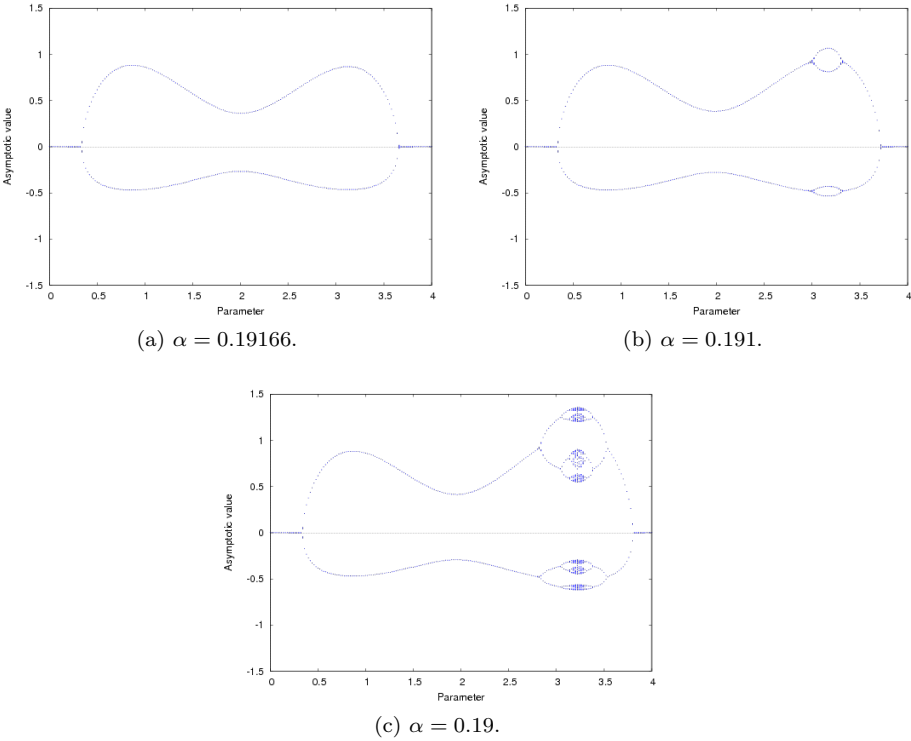 1.5
1
0.5
0
-0.5
-1
-1.5
Asymptotic value
0 0.5 1 1.5 2 2.5 3 3.5 4
Parameter
(a) α = 0.19166.
1.5
1
0.5
0
-0.5
-1
-1.5
Asymptotic value
0 0.5 1 1.5 2 2.5 3 3.5 4
Parameter
(b) α = 0.191.
1.5
1
0.5
0
-0.5
-1
-1.5
Asymptotic value
0 0.5 1 1.5 2 2.5 3 3.5 4
Parameter
(c) α = 0.19.